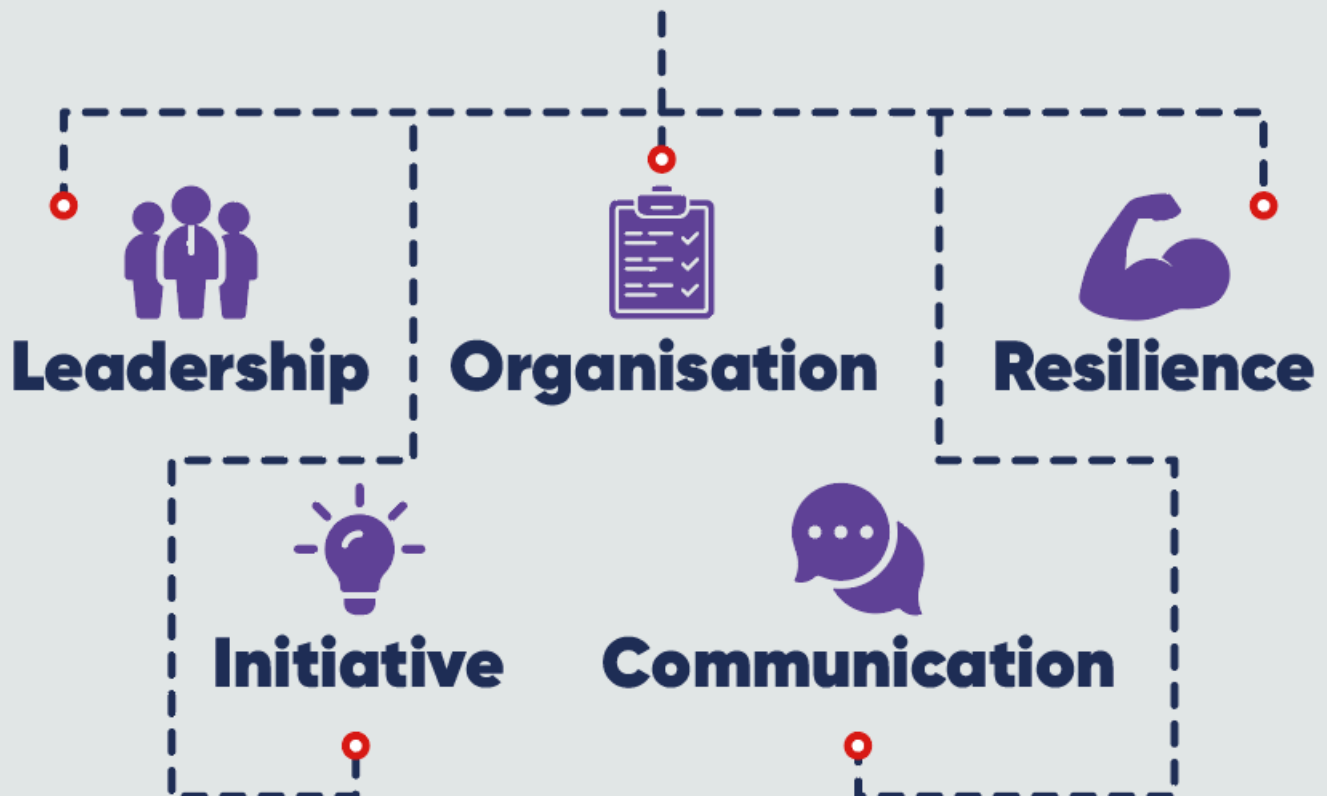 Leadership
Organisation
Resilience
Initiative
Communication